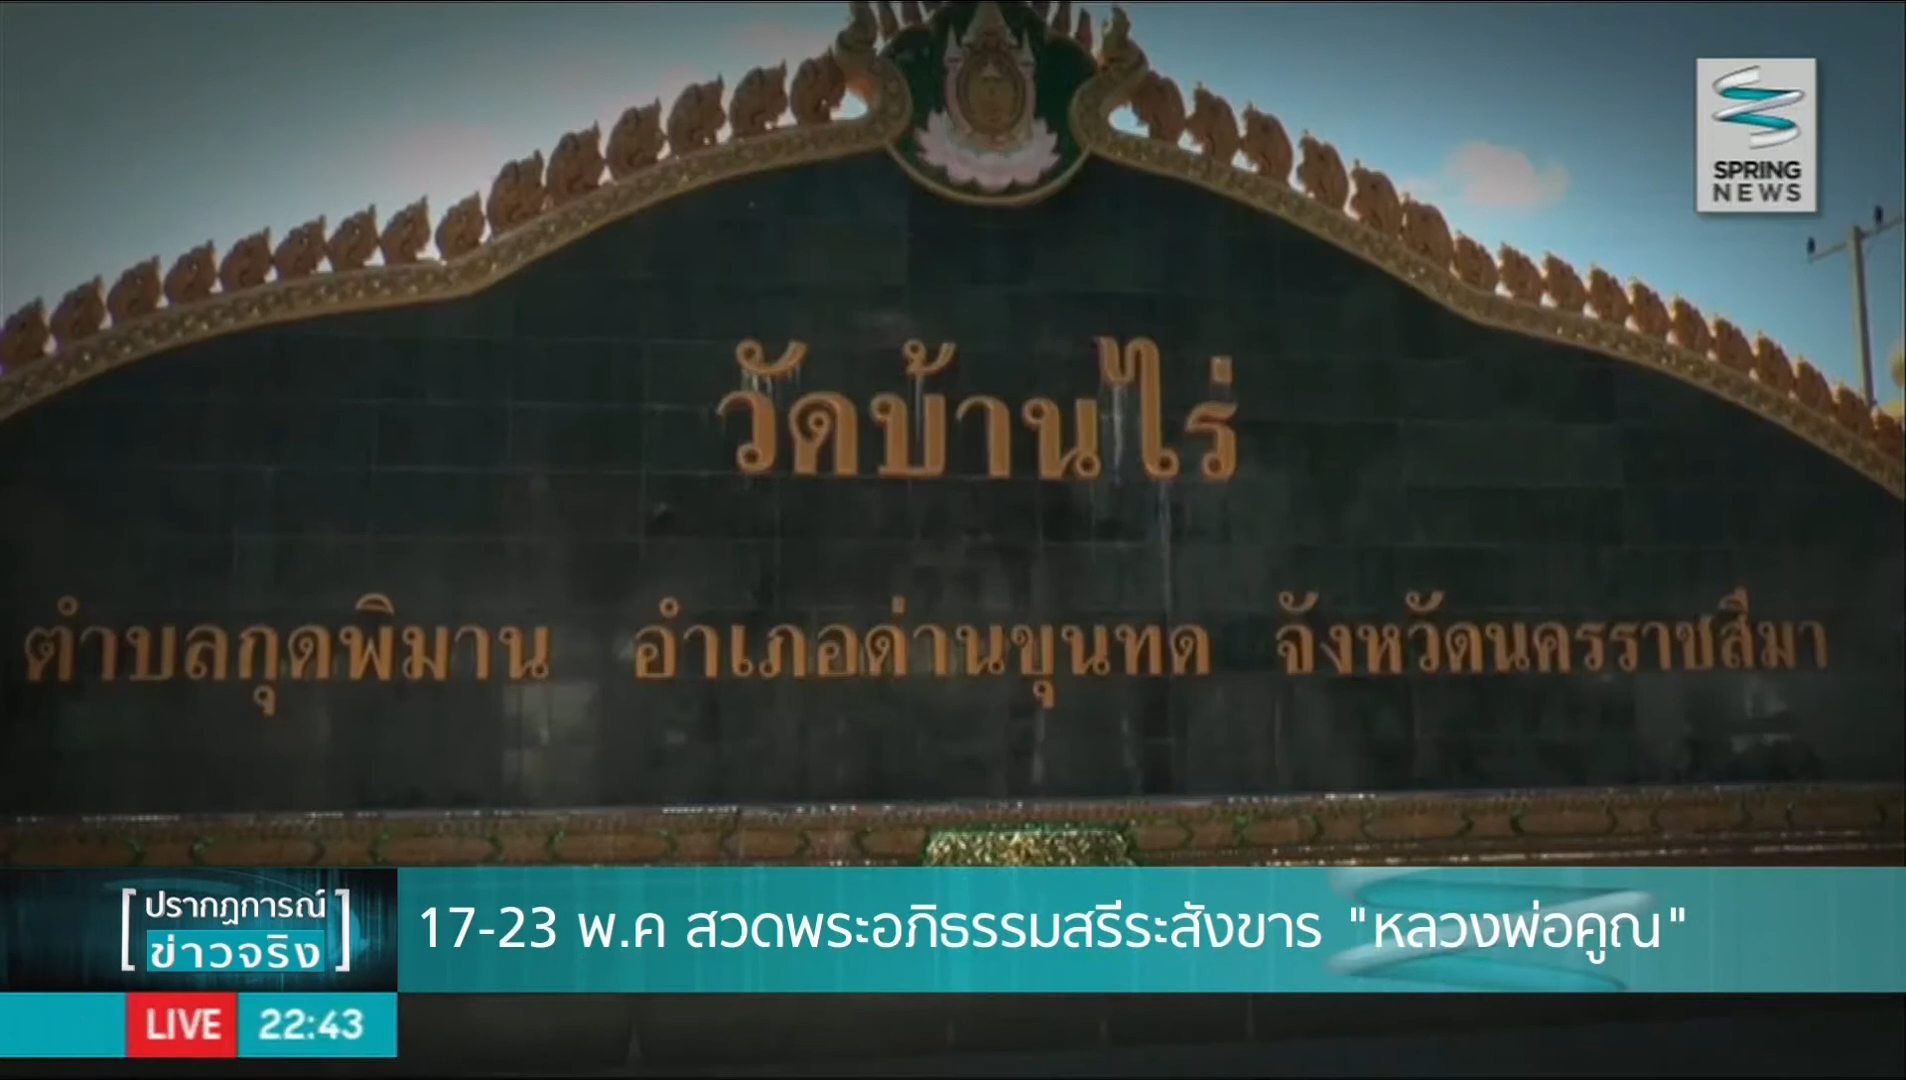 SPRING
NEWS
วัดบ้านไร่
ตำบลกุดพิมาน อำเภอด่านขุนทด จังหวัดนครราชสีมา
ปรากฏการณ์
ข่าวจริง
17-23 พ.ค สวดพระอภิธรรมสรีระสังขาร "หลวงพ่อคูณ"
LIVE 22:43